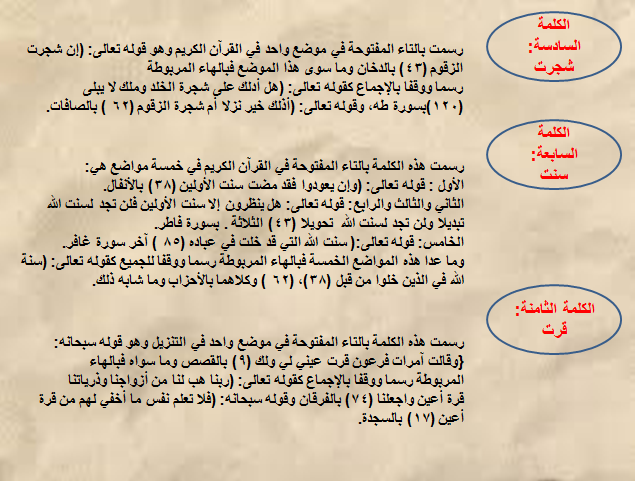 الكلمة
السادسة:
شجرت
رسمت بالتاء المفتوحة في موضع واحد في القرآن الكريم وهو قوله تعالى: (إن شجرت
الزقوم (٤٣) بالدخان وما سوى هذا الموضع فبالهاء المربوطة
رسما ووقفا بالإجماع كقوله تعالى: (هل أدلك على شجرة الخلد وملك لا يبلى
(١٢٠)بسورة طه، وقوله تعالى: (أذلك خير نزلا أم شجرة الزقوم (٦٢ ) بالصافات.
الكلمة
السابعة:
سنت
رسمت هذه الكلمة بالتاء المفتوحة في القرآن الكريم في خمسة مواضع هي:
الأول : قوله تعالى: (وإن يعودوا فقد مضت سنت الأولين (٣٨) بالأنفال.
الثاني والثالث والرابع: قوله تعالى: هل ينظرون إلا سنت الأولين فلن تجد لسنت الله
تبديلا ولن تجد لسنت الله تحويلا (٤٣) الثلاثة . بسورة فاطر.
الخامس: قوله تعالى:( سنت الله التي قد خلت في عباده (٨٥ ) آخر سورة غافر.
وما عدا هذه المواضع الخمسة فبالهاء المربوطة رسما ووقفا للجميع كقوله تعالى: (سنة
الله في الذين خلوا من قبل (٣٨)، (٦٢ ) وكلاهما بالأحزاب وما شابه ذلك.
الكلمة الثامنة:
قرت
رسمت هذه الكلمة بالتاء المفتوحة في موضع واحد في التنزيل وهو قوله سبحانه:
{وقالت آمرات فرعون قرت عيني لي ولك (٩) بالقصص وما سواه فبالهاء
المربوطة رسما ووقفا بالإجماع كقوله تعالى: (ربنا هب لنا من أزواجنا وذرياتنا
قرة أعين واجعلنا (٧٤) بالفرقان وقوله سبحانه: (فلا تعلم نفس ما أخفي لهم من قرة
أعين (١٧) بالسجدة.